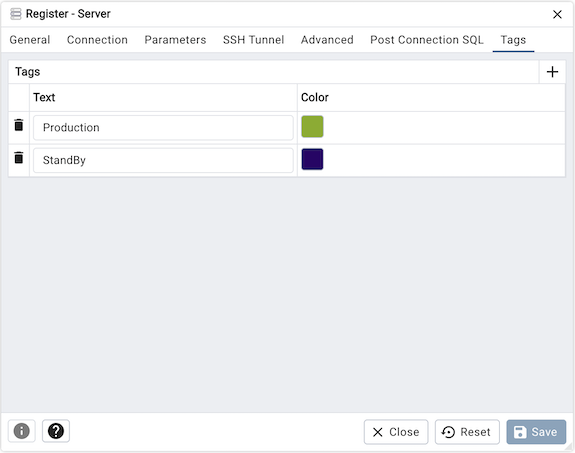 Register - Server
General Connection Parameters SSH Tunnel Advanced Post Connection SQL Tags
Tags
Text Color
Production
StandBy
Close Reset Save